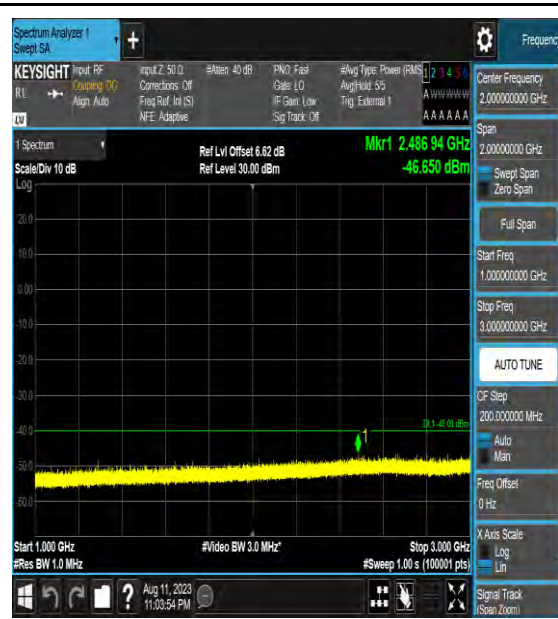 Spectrum Analyzer 1
Swept SA
+
Frequenc
KEYSIGHT
RL
LW
Input: RF
Coupling: DC
Align: Auto
Input Z: 50 Ω
Corrections: Off
Freq Ref: Int (S)
NFE: Adaptive
#Atten: 40 dB
PNO: Fast
Gate: LO
IF Gain: Low
Sig Track: Off
#Avg Type: Power (RMS
Avg|Hold: 5/5
Trig: External 1
1 2 3 4 5 6
A W W W W W
A A A A A A
1 Spectrum
Scale/Div 10 dB
Log
Ref Lvl Offset 6.62 dB
Ref Level 30.00 dBm
Mkr1 2.486 94 GHz
-46.650 dBm
20.0
10.0
0.00
-10.0
-20.0
-30.0
-40.0
-50.0
-60.0
DL1 -40.00 dBm
1
Start 1.000 GHz
#Res BW 1.0 MHz
#Video BW 3.0 MHz*
Stop 3.000 GHz
#Sweep 1.00 s (100001 pts)
Center Frequency
2.000000000 GHz
Span
2.00000000 GHz
Swept Span
Zero Span
Full Span
Start Freq
1.000000000 GHz
Stop Freq
3.000000000 GHz
AUTO TUNE
CF Step
200.000000 MHz
Auto
Man
Freq Offset
0 Hz
X Axis Scale
Log
Lin
Signal Track
(Span Zoom)
?
Aug 11, 2023
11:03:54 PM